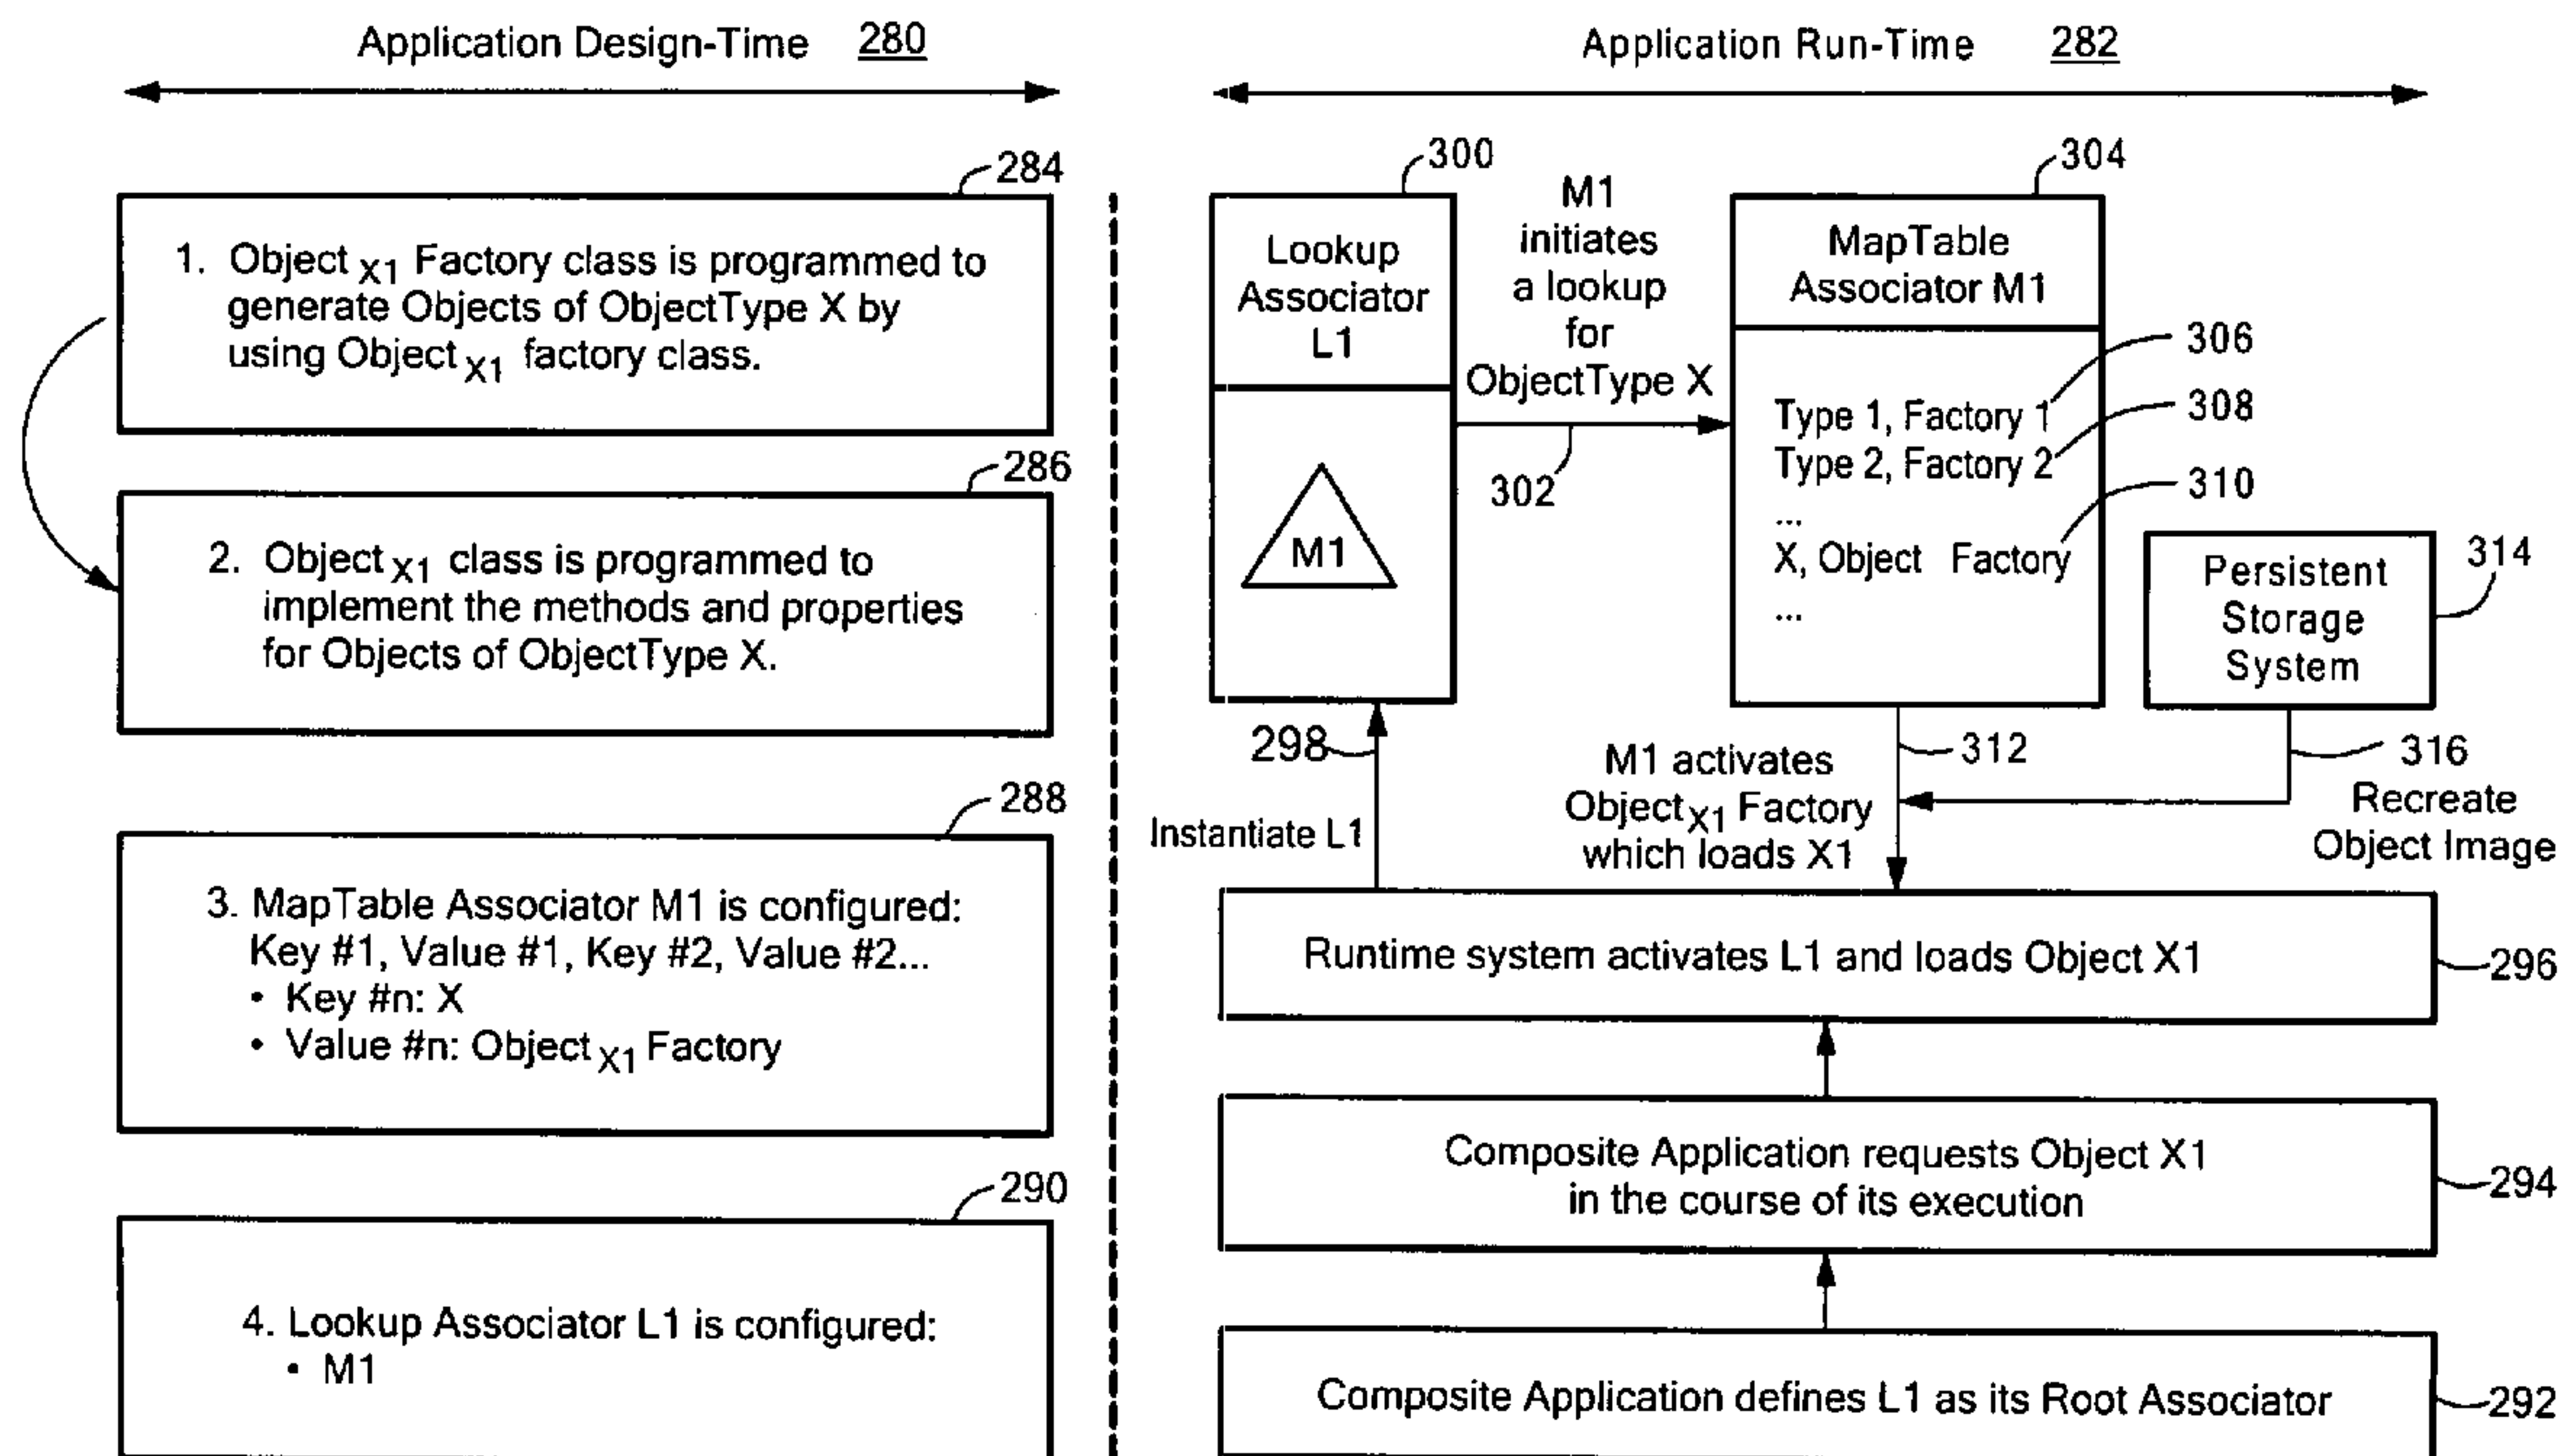 Application Design-Time 280
284
1. Object X1 Factory class is programmed to
generate Objects of ObjectType X by
using Object X1 factory class.
286
2. Object X1 class is programmed to
implement the methods and properties
for Objects of ObjectType X.
288
3. MapTable Associator M1 is configured:
Key #1, Value #1, Key #2, Value #2...
• Key #n: X
• Value #n: Object X1 Factory
290
4. Lookup Associator L1 is configured:
• M1
Application Run-Time 282
300
Lookup
Associator
L1
M1
M1
initiates
a lookup
for
ObjectType X
302
304
MapTable
Associator M1
Type 1, Factory 1
Type 2, Factory 2
...
X, Object Factory
...
306
308
310
Persistent
Storage
System
314
298
Instantiate L1
M1 activates
Object X1 Factory
which loads X1
312
316
Recreate
Object Image
Runtime system activates L1 and loads Object X1
296
Composite Application requests Object X1
in the course of its execution
294
Composite Application defines L1 as its Root Associator
292